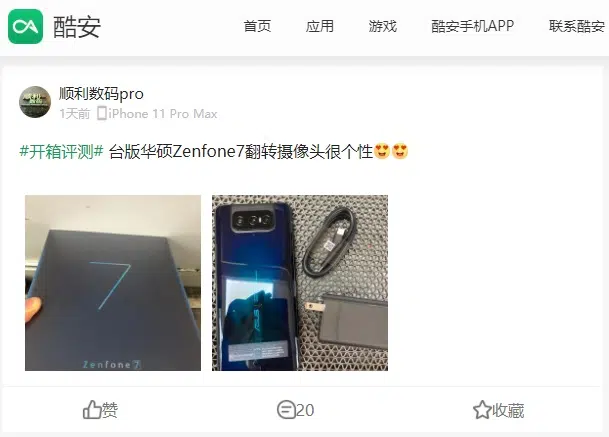 酷安
首页 应用 游戏 酷安手机APP 联系酷安
顺利数码pro
1天前 iPhone 11 Pro Max
#开箱评测# 台版华硕Zenfone7翻转摄像头很个性😍😍
7
Zenfone 7
赞 20 收藏